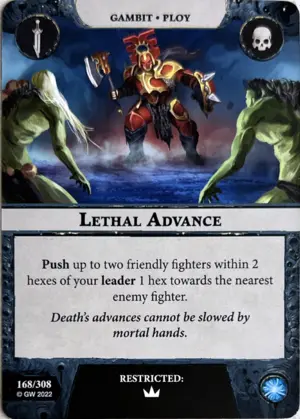 GAMBIT • PLOY
LETHAL ADVANCE
Push up to two friendly fighters within 2
hexes of your leader 1 hex towards the nearest
enemy fighter.
Death's advances cannot be slowed by
mortal hands.
168/308
© GW 2022
RESTRICTED: